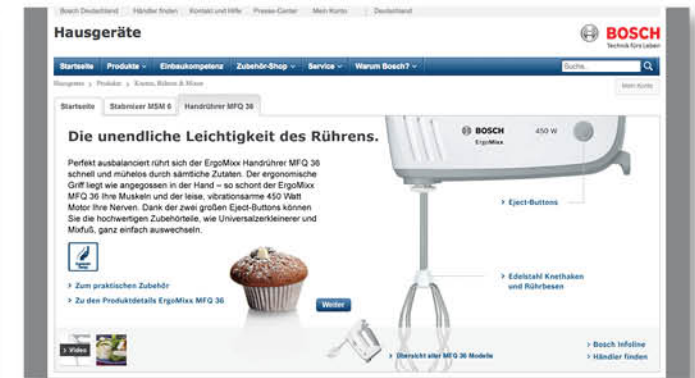 Bosch Deutschland Händler finden Kontakt und Hilfe Presse-Center Mein Konto Deutschland
Hausgeräte
BOSCH
Technik fürs Leben
Startseite Produkte Einbaukompetenz Zubehör-Shop Service Warum Bosch? Suche
Hausgeräte > Produkte > Kneten, Rühren & Mixen
Mein Konto
Startseite Stabmixer MSM 6 Handrührer MFQ 36
Die unendliche Leichtigkeit des Rührens.
Perfekt ausbalanciert rührt sich der ErgoMixx Handrührer MFQ 36
schnell und mühelos durch sämtliche Zutaten. Der ergonomische
Griff liegt wie angegossen in der Hand – so schont der ErgoMixx
MFQ 36 Ihre Muskeln und der leise, vibrationsarme 450 Watt
Motor Ihre Nerven. Dank der zwei großen Eject-Buttons können
Sie die hochwertigen Zubehörteile, wie Universalzerkleinerer und
Mixfuß, ganz einfach auswechseln.
BOSCH 450 W
ErgoMixx
> Eject-Buttons
> Edelstahl Knethaken
und Rührbesen
> Zum praktischen Zubehör
> Zu den Produktdetails ErgoMixx MFQ 36
Weiter
> Video
> Übersicht aller MFQ 36 Modelle
> Bosch Infoline
> Händler finden